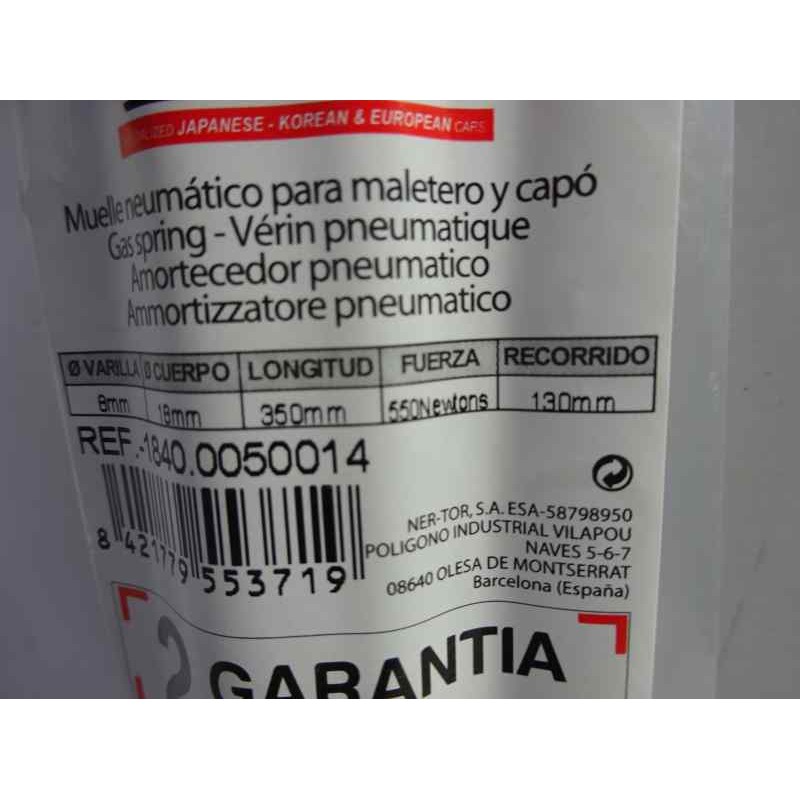 JAPANESE - KOREAN & EUROPEAN CARS
Muelle neumático para maletero y capó
Gas spring - Vérin pneumatique
Amortecedor pneumatico
Ammortizzatore pneumatico
Ø VARILLA Ø CUERPO LONGITUD FUERZA RECORRIDO
8mm 18mm 350mm 550Newtons 130mm
REF.-1840.0050014
8 421779 553719
NER-TOR, S.A. ESA-58798950
POLIGONO INDUSTRIAL VILAPOU
NAVES 5-6-7
08640 OLESA DE MONTSERRAT
Barcelona (España)
GARANTIA